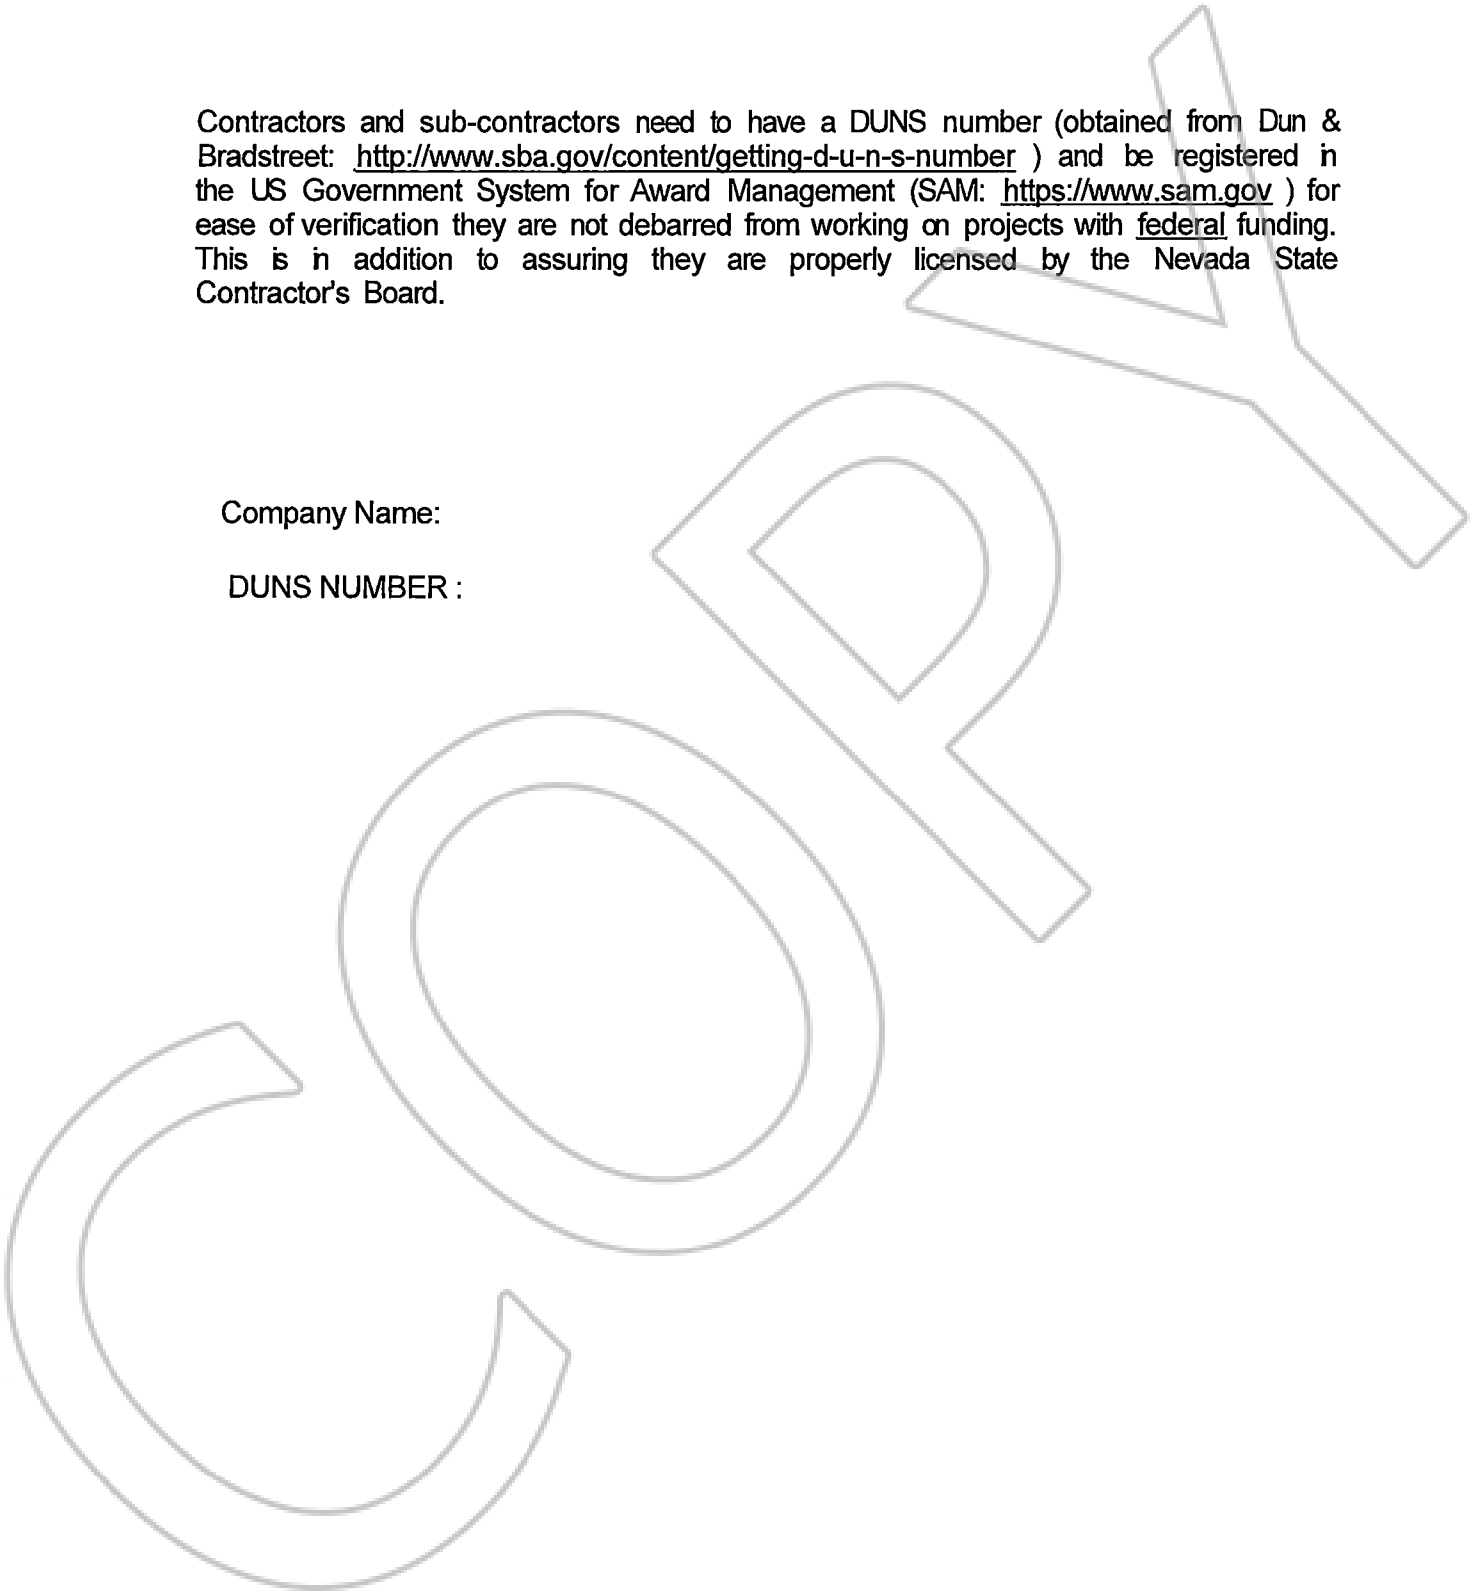 Contractors and sub-contractors need to have a DUNS number (obtained from Dun &
Bradstreet: http://www.sba.gov/content/getting-d-u-n-s-number ) and be registered in
the US Government System for Award Management (SAM: https://www.sam.gov ) for
ease of verification they are not debarred from working on projects with federal funding.
This is in addition to assuring they are properly licensed by the Nevada State
Contractor's Board.
Company Name:
DUNS NUMBER :
COPY